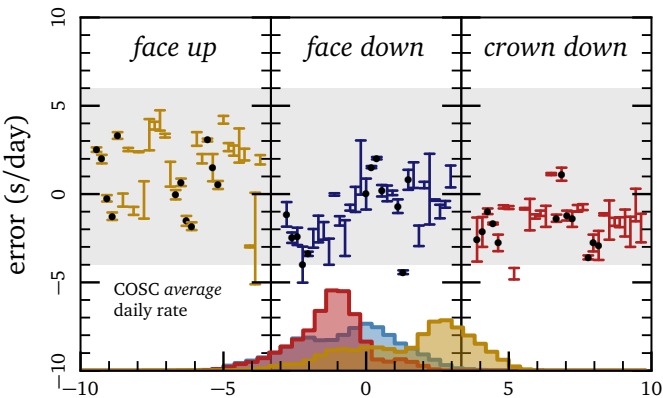 10
face up
face down
crown down
5
0
error (s/day)
−5
COSC average
daily rate
−10
−10
−5
0
5
10